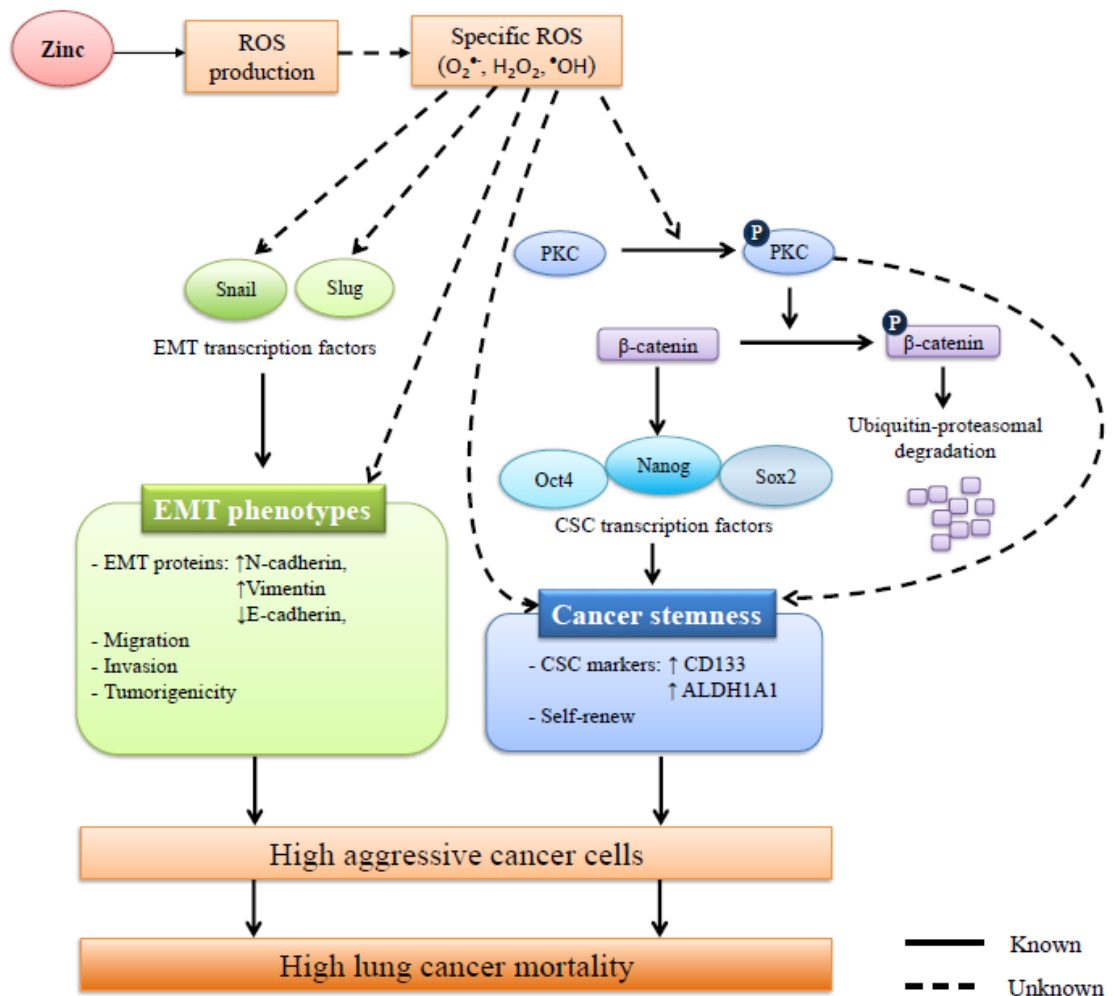 Zinc
ROS
production
Specific ROS
(O₂•-, H₂O₂, •OH)
PKC
P
PKC
Snail
Slug
EMT transcription factors
β-catenin
P
β-catenin
Ubiquitin-proteasomal
degradation
Oct4
Nanog
Sox2
CSC transcription factors
EMT phenotypes
- EMT proteins: ↑N-cadherin,
↑Vimentin
↓E-cadherin,
- Migration
- Invasion
- Tumorigenicity
Cancer stemness
- CSC markers: ↑ CD133
↑ ALDH1A1
- Self-renew
High aggressive cancer cells
High lung cancer mortality
Known
Unknown